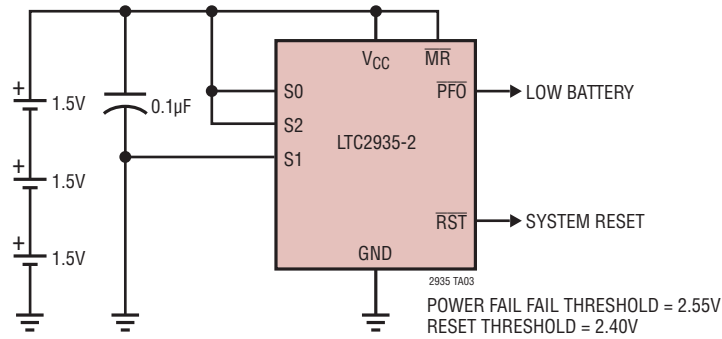 VCC
MR
+
1.5V
0.1µF
S0
PFO
LOW BATTERY
S2
LTC2935-2
S1
+
1.5V
+
1.5V
RST
SYSTEM RESET
GND
2935 TA03
POWER FAIL FAIL THRESHOLD = 2.55V
RESET THRESHOLD = 2.40V